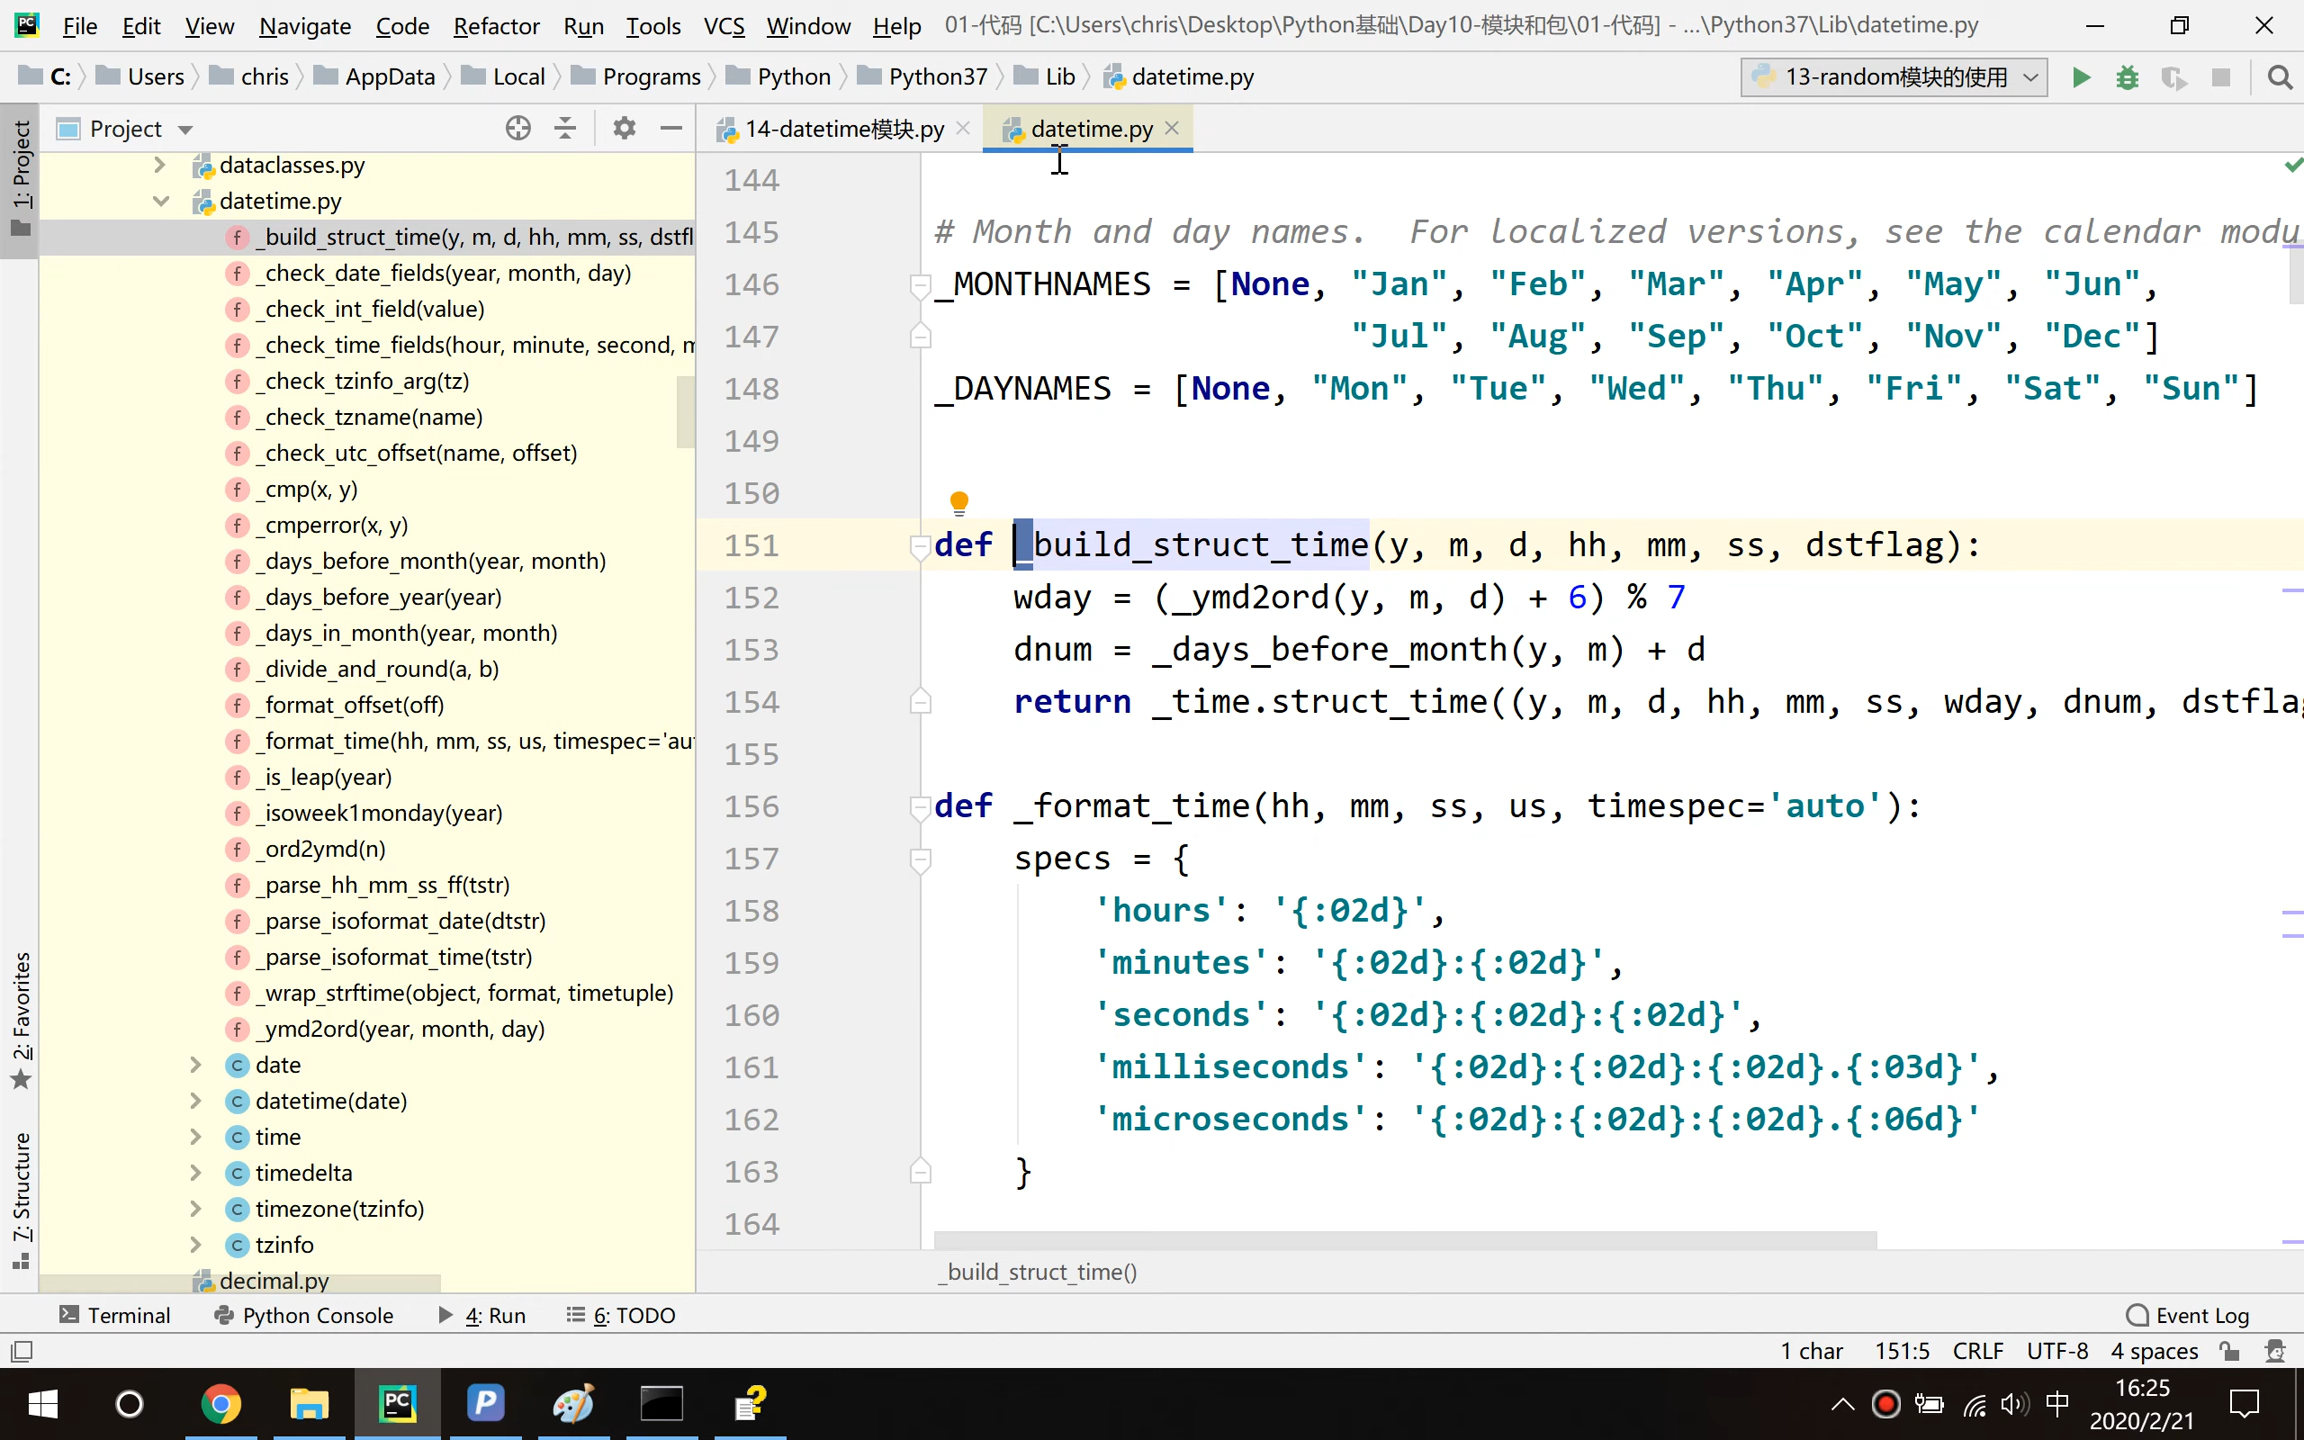 File Edit View Navigate Code Refactor Run Tools VCS Window Help 01-代码 [C:\Users\chris\Desktop\Python基础\Day10-模块和包\01-代码] - ...\Python37\Lib\datetime.py
C: Users chris AppData Local Programs Python Python37 Lib datetime.py 13-random模块的使用
1: Project
2: Favorites
7: Structure
Project
dataclasses.py
datetime.py
_build_struct_time(y, m, d, hh, mm, ss, dstfl
_check_date_fields(year, month, day)
_check_int_field(value)
_check_time_fields(hour, minute, second, m
_check_tzinfo_arg(tz)
_check_tzname(name)
_check_utc_offset(name, offset)
_cmp(x, y)
_cmperror(x, y)
_days_before_month(year, month)
_days_before_year(year)
_days_in_month(year, month)
_divide_and_round(a, b)
_format_offset(off)
_format_time(hh, mm, ss, us, timespec='au
_is_leap(year)
_isoweek1monday(year)
_ord2ymd(n)
_parse_hh_mm_ss_ff(tstr)
_parse_isoformat_date(dtstr)
_parse_isoformat_time(tstr)
_wrap_strftime(object, format, timetuple)
_ymd2ord(year, month, day)
date
datetime(date)
time
timedelta
timezone(tzinfo)
tzinfo
decimal.py
14-datetime模块.py datetime.py
144
145 # Month and day names.  For localized versions, see the calendar modu
146 _MONTHNAMES = [None, "Jan", "Feb", "Mar", "Apr", "May", "Jun",
147 "Jul", "Aug", "Sep", "Oct", "Nov", "Dec"]
148 _DAYNAMES = [None, "Mon", "Tue", "Wed", "Thu", "Fri", "Sat", "Sun"]
149
150
151 def _build_struct_time(y, m, d, hh, mm, ss, dstflag):
152 wday = (_ymd2ord(y, m, d) + 6) % 7
153 dnum = _days_before_month(y, m) + d
154 return _time.struct_time((y, m, d, hh, mm, ss, wday, dnum, dstflag
155
156 def _format_time(hh, mm, ss, us, timespec='auto'):
157 specs = {
158 'hours': '{:02d}',
159 'minutes': '{:02d}:{:02d}',
160 'seconds': '{:02d}:{:02d}:{:02d}',
161 'milliseconds': '{:02d}:{:02d}:{:02d}.{:03d}',
162 'microseconds': '{:02d}:{:02d}:{:02d}.{:06d}'
163 }
164
_build_struct_time()
Terminal Python Console 4: Run 6: TODO Event Log
1 char 151:5 CRLF UTF-8 4 spaces
中 16:25
2020/2/21